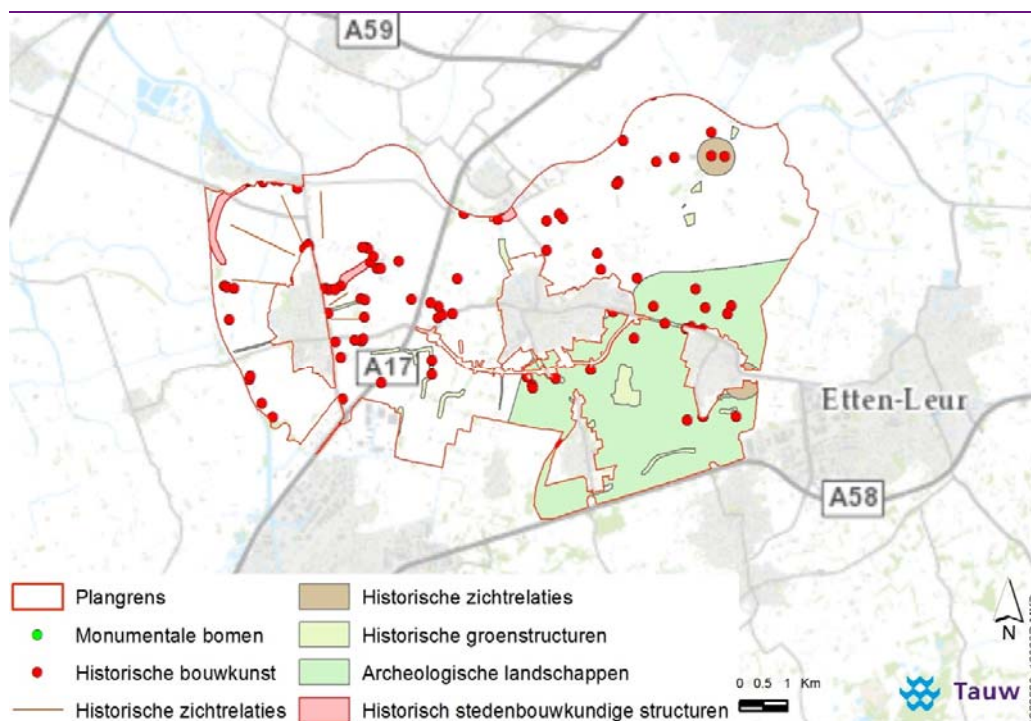 A59
A17
Etten-Leur
A58
Plangrens
Monumentale bomen
Historische bouwkunst
Historische zichtrelaties
Historische zichtrelaties
Historische groenstructuren
Archeologische landschappen
Historisch stedenbouwkundige structuren
0 0.5 1 Km
N
Tauw